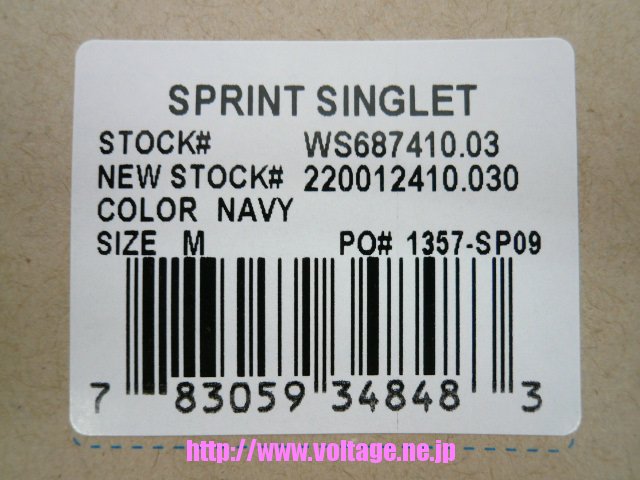 SPRINT SINGLET
STOCK# WS687410.03
NEW STOCK# 220012410.030
COLOR NAVY
SIZE M PO# 1357-SP09
7 83059 34848 3
http://www.voltage.ne.jp